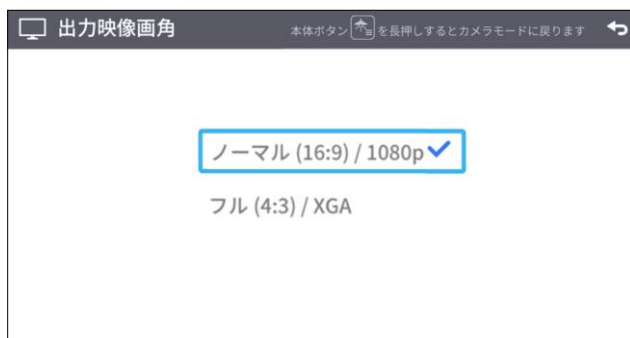 出力映像画角
本体ボタンを長押しするとカメラモードに戻ります
ノーマル (16:9) / 1080p
フル (4:3) / XGA